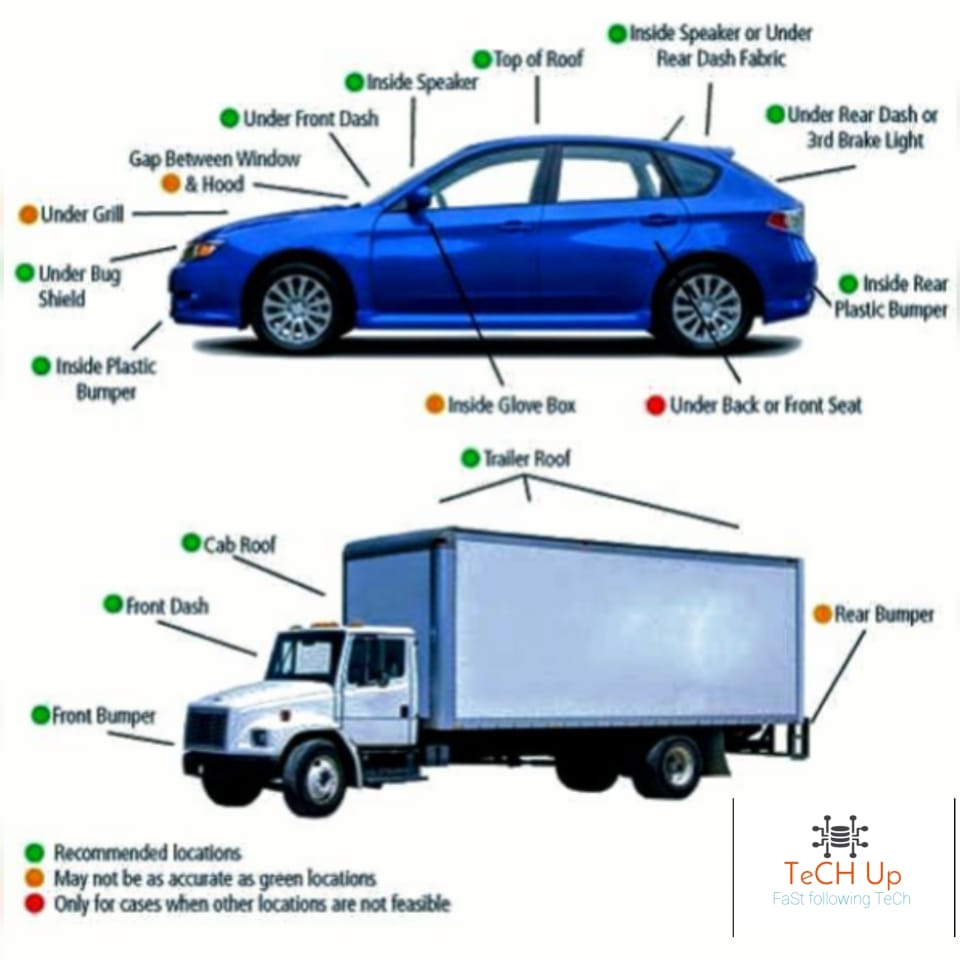 Inside Speaker or Under
Rear Dash Fabric
Top of Roof
Inside Speaker
Under Front Dash
Under Rear Dash or
3rd Brake Light
Gap Between Window
& Hood
Under Grill
Under Bug
Shield
Inside Rear
Plastic Bumper
Inside Plastic
Bumper
Inside Glove Box
Under Back or Front Seat
Trailer Roof
Cab Roof
Front Dash
Rear Bumper
Front Bumper
Recommended locations
May not be as accurate as green locations
Only for cases when other locations are not feasible
TeCH Up
FaSt following TeCh